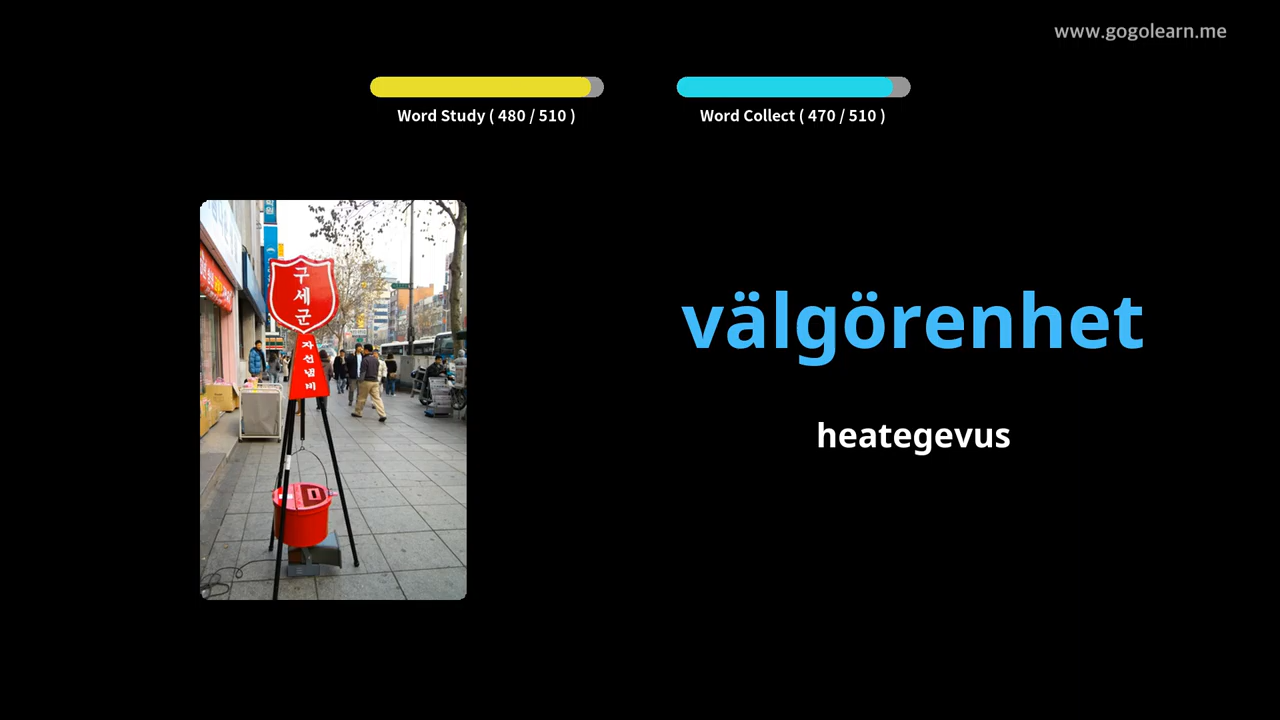 www.gogolearn.me
Word Study ( 480 / 510 )
Word Collect ( 470 / 510 )
구
세
군
자
선
냄
비
välgörenhet
heategevus